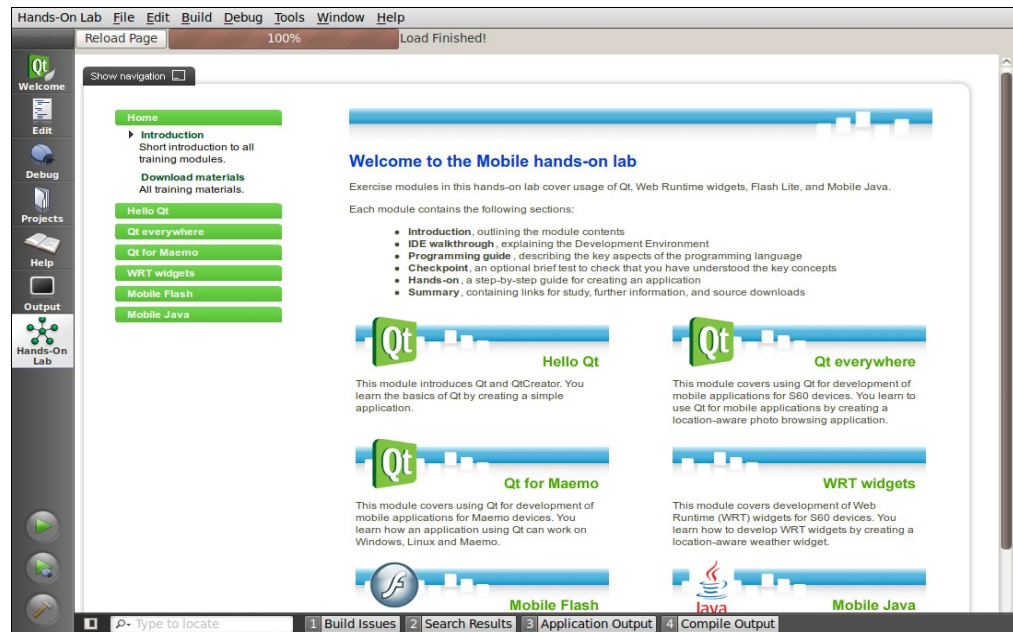 Hands-On Lab File Edit Build Debug Tools Window Help
Reload Page 100% Load Finished!
Qt
Welcome
Edit
Debug
Projects
Help
Output
Hands-On
Lab
Show navigation
Home
Introduction
Short introduction to all
training modules.
Download materials
All training materials.
Hello Qt
Qt everywhere
Qt for Maemo
WRT widgets
Mobile Flash
Mobile Java
Welcome to the Mobile hands-on lab
Exercise modules in this hands-on lab cover usage of Qt, Web Runtime widgets, Flash Lite, and Mobile Java.
Each module contains the following sections:
Introduction, outlining the module contents
IDE walkthrough, explaining the Development Environment
Programming guide, describing the key aspects of the programming language
Checkpoint, an optional brief test to check that you have understood the key concepts
Hands-on, a step-by-step guide for creating an application
Summary, containing links for study, further information, and source downloads
Qt
Hello Qt
This module introduces Qt and QtCreator. You
learn the basics of Qt by creating a simple
application.
Qt
Qt everywhere
This module covers using Qt for development of
mobile applications for S60 devices. You learn to
use Qt for mobile applications by creating a
location-aware photo browsing application.
Qt
Qt for Maemo
This module covers using Qt for development of
mobile applications for Maemo devices. You
learn how an application using Qt can work on
Windows, Linux and Maemo.
WRT widgets
This module covers development of Web
Runtime (WRT) widgets for S60 devices. You
learn how to develop WRT widgets by creating a
location-aware weather widget.
Mobile Flash
Java
Mobile Java
Type to locate 1 Build Issues 2 Search Results 3 Application Output 4 Compile Output